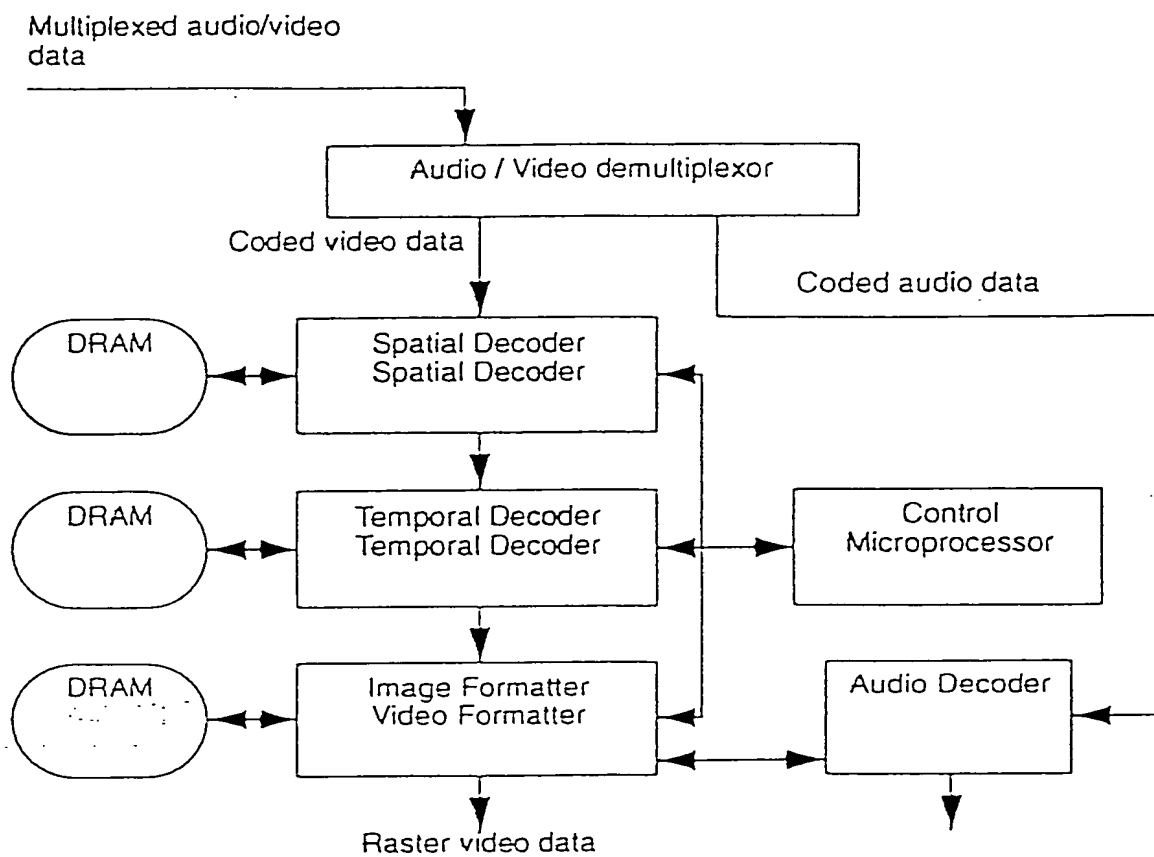 Multiplexed audio/video
data
Audio / Video demultiplexor
Coded video data
Coded audio data
DRAM
Spatial Decoder
Spatial Decoder
DRAM
Temporal Decoder
Temporal Decoder
Control
Microprocessor
DRAM
Image Formatter
Video Formatter
Audio Decoder
Raster video data